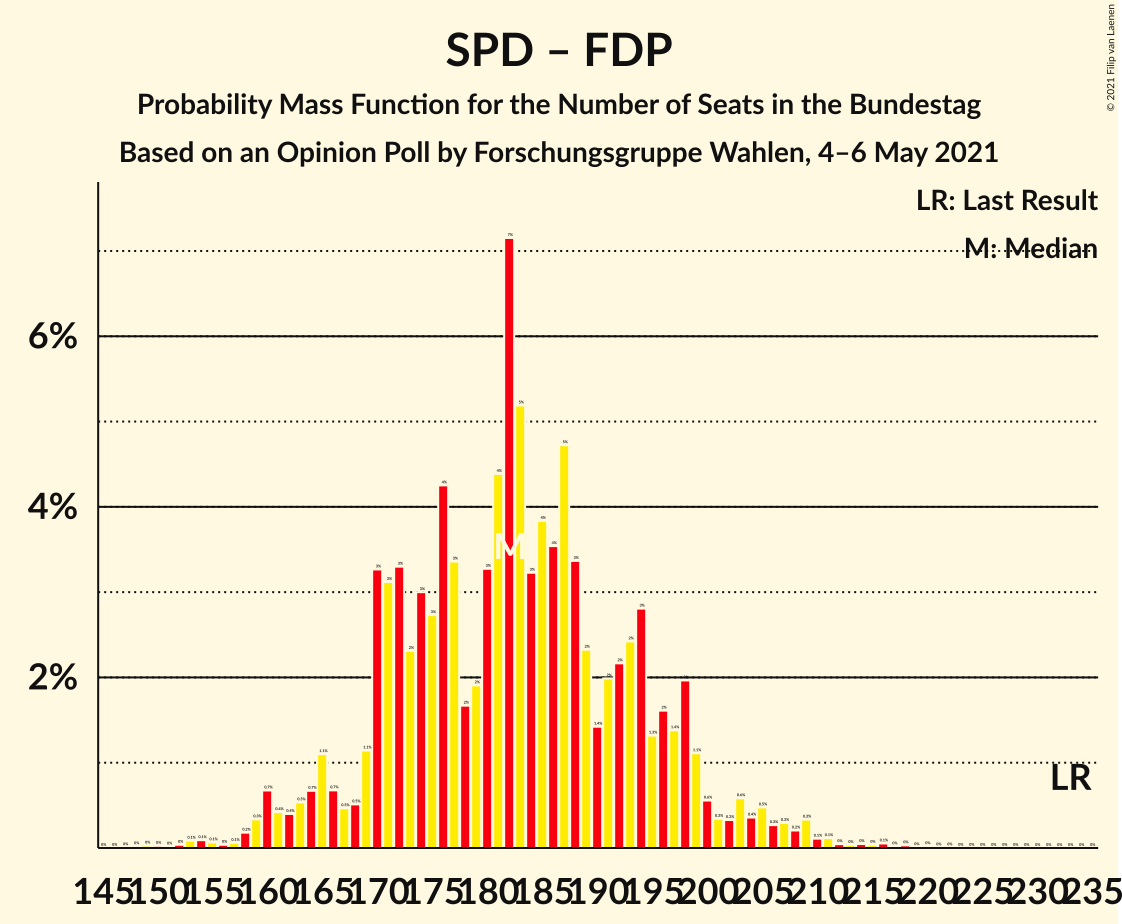 SPD – FDP
Probability Mass Function for the Number of Seats in the Bundestag
Based on an Opinion Poll by Forschungsgruppe Wahlen, 4–6 May 2021
© 2021 Filip van Laenen
LR: Last Result
M: Median
6%
4%
2%
M
LR
145 150 155 160 165 170 175 180 185 190 195 200 205 210 215 220 225 230 235